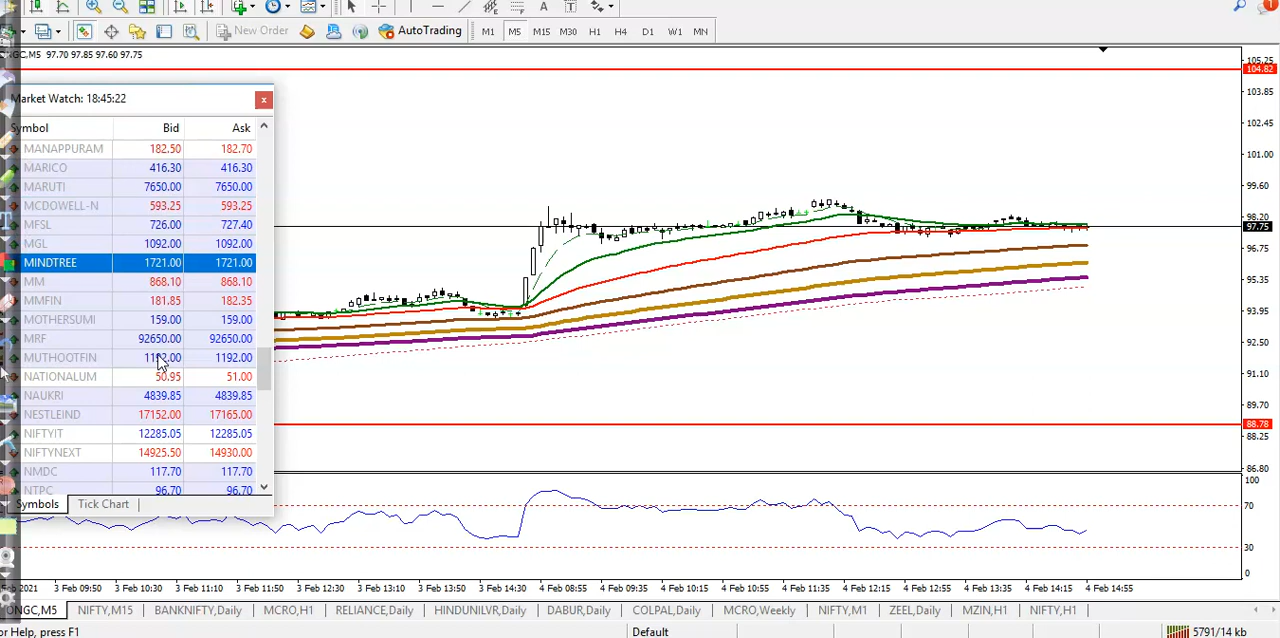 New Order
AutoTrading
M1 M5 M15 M30 H1 H4 D1 W1 MN
1
GC,M5 97.70 97.85 97.60 97.75
Market Watch: 18:45:22
x
Symbol Bid Ask
MANAPPURAM 182.50 182.70
MARICO 416.30 416.30
MARUTI 7650.00 7650.00
MCDOWELL-N 593.25 593.25
MFSL 726.00 727.40
MGL 1092.00 1092.00
MINDTREE 1721.00 1721.00
MM 868.10 868.10
MMFIN 181.85 182.35
MOTHERSUMI 159.00 159.00
MRF 92650.00 92650.00
MUTHOOTFIN 1192.00 1192.00
NATIONALUM 50.95 51.00
NAUKRI 4839.85 4839.85
NESTLEIND 17152.00 17165.00
NIFTYIT 12285.05 12285.05
NIFTYNEXT 14925.50 14930.00
NMDC 117.70 117.70
NTPC 96.70 96.70
Symbols Tick Chart
105.25
104.82
103.85
102.45
101.00
99.60
98.20
97.75
96.75
95.35
93.95
92.50
91.10
89.70
88.78
88.25
86.80
100
70
30
0
2021 3 Feb 09:50 3 Feb 10:30 3 Feb 11:10 3 Feb 11:50 3 Feb 12:30 3 Feb 13:10 3 Feb 13:50 3 Feb 14:30 4 Feb 08:55 4 Feb 09:35 4 Feb 10:15 4 Feb 10:55 4 Feb 11:35 4 Feb 12:15 4 Feb 12:55 4 Feb 13:35 4 Feb 14:15 4 Feb 14:55
ONGC,M5 NIFTY,M15 BANKNIFTY,Daily MCRO,H1 RELIANCE,Daily HINDUNILVR,Daily DABUR,Daily COLPAL,Daily MCRO,Weekly NIFTY,M1 ZEEL,Daily MZIN,H1 NIFTY,H1
or Help, press F1 Default 5791/14 kb